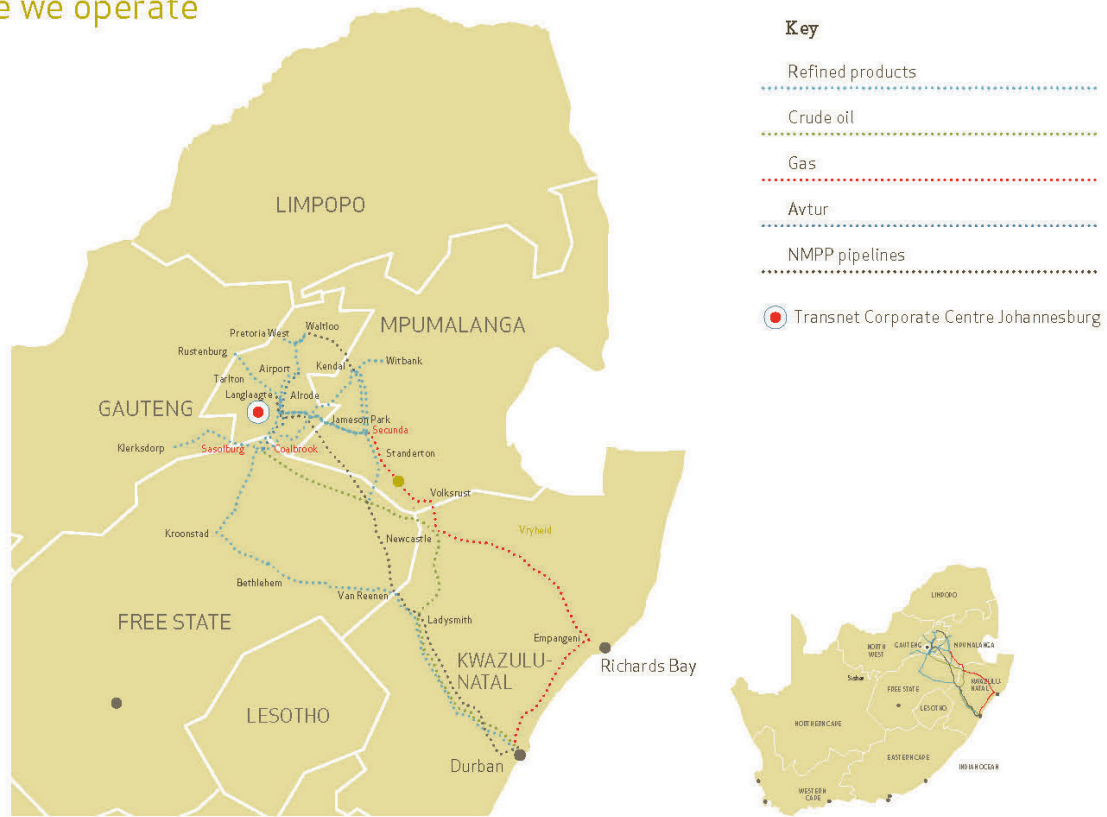 e we operate
Key
Refined products
Crude oil
Gas
Avtur
NMPP pipelines
Transnet Corporate Centre Johannesburg
LIMPOPO
MPUMALANGA
Pretoria West
Waltloo
Rustenburg
Airport
Kendal
Witbank
Tarlton
Langlaagte
Alrode
GAUTENG
Jameson Park
Secunda
Klerksdorp
Sasolburg
Coalbrook
Standerton
Volksrust
Vryheid
Kroonstad
Newcastle
Bethlehem
Van Reenen
FREE STATE
Ladysmith
Empangeni
KWAZULU-
NATAL
Richards Bay
LESOTHO
Durban
LIMPOPO
NORTH
WEST
GAUTENG
MPUMALANGA
KWAZULU-
NATAL
FREE STATE
LESOTHO
NORTHERN CAPE
EASTERN CAPE
INDIAN OCEAN
WESTERN
CAPE